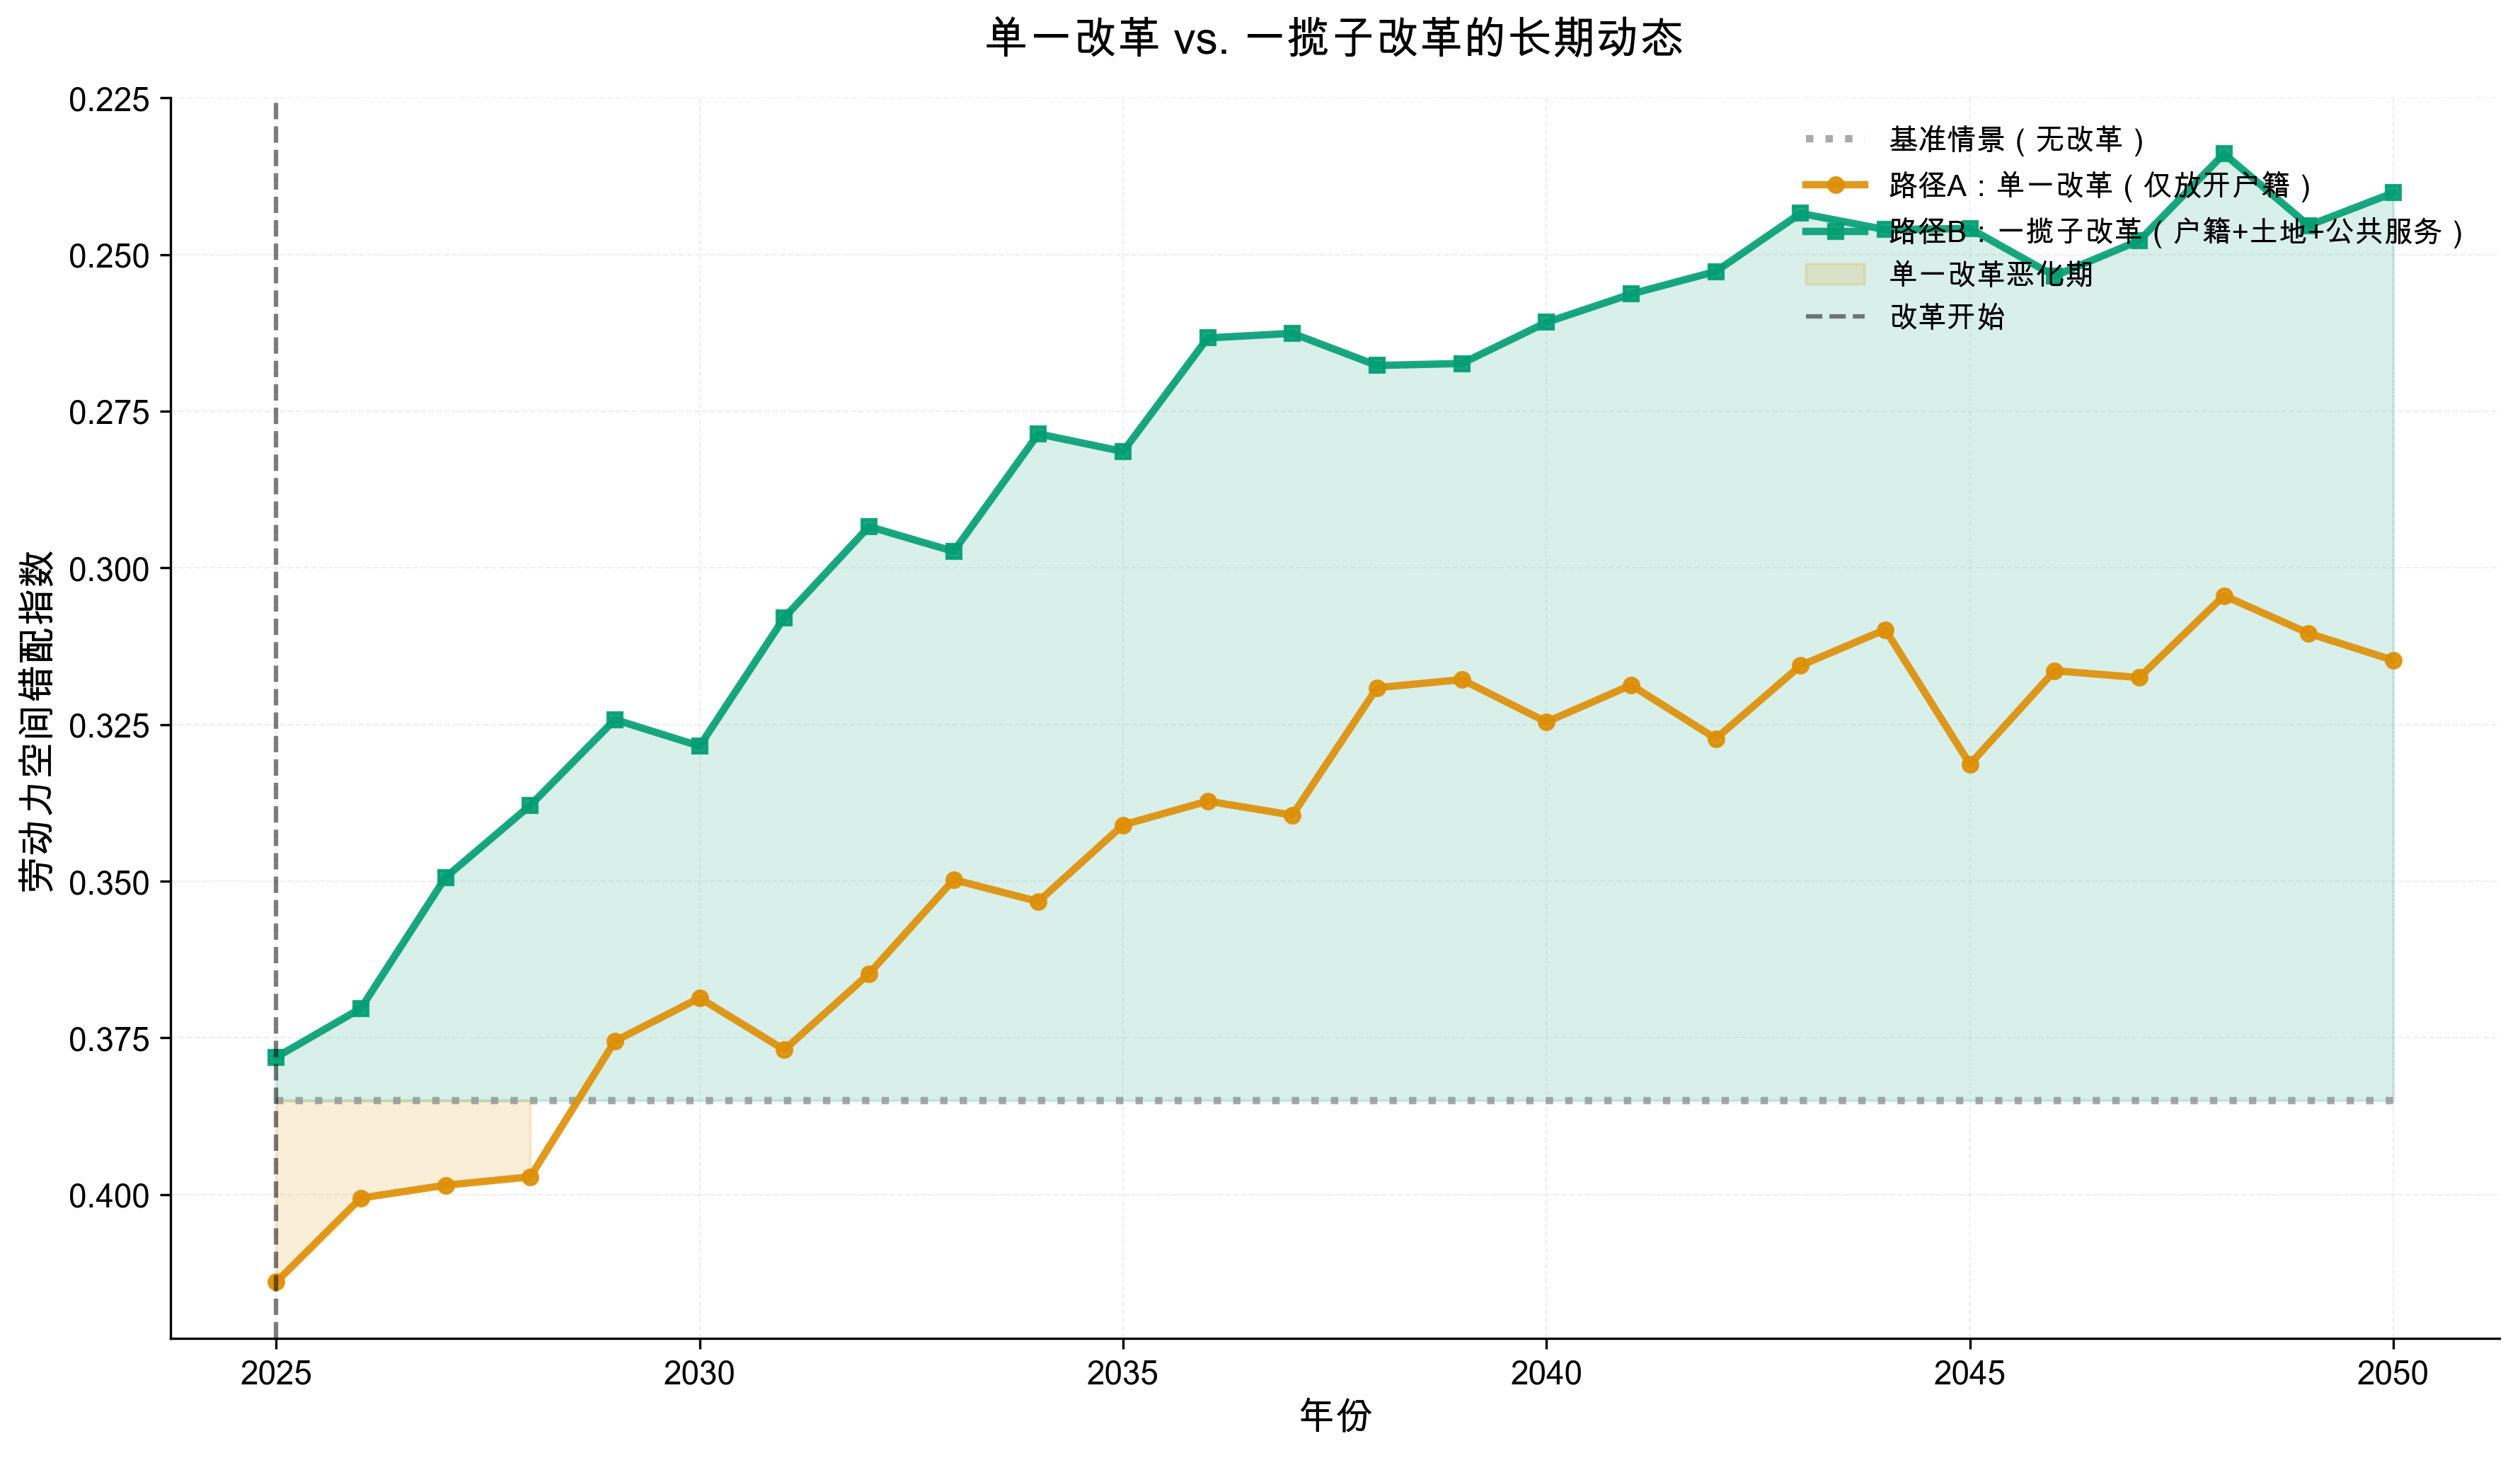 单一改革 vs. 一揽子改革的长期动态
劳动力空间错配指数
0.225
0.250
0.275
0.300
0.325
0.350
0.375
0.400
基准情景（无改革）
路径A：单一改革（仅放开户籍）
路径B：一揽子改革（户籍+土地+公共服务）
单一改革恶化期
改革开始
2025
2030
2035
2040
2045
2050
年份